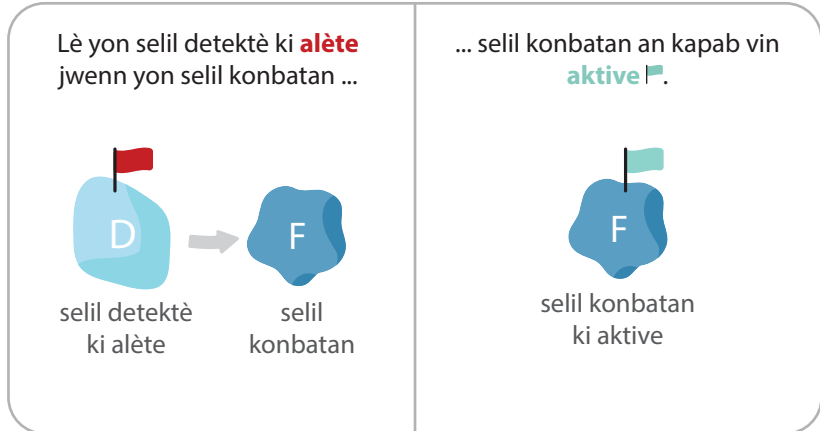 Lè yon selil detektè ki alète
jwenn yon selil konbatan ...
D
F
selil detektè
ki alète
selil
konbatan
... selil konbatan an kapab vin
aktive .
F
selil konbatan
ki aktive